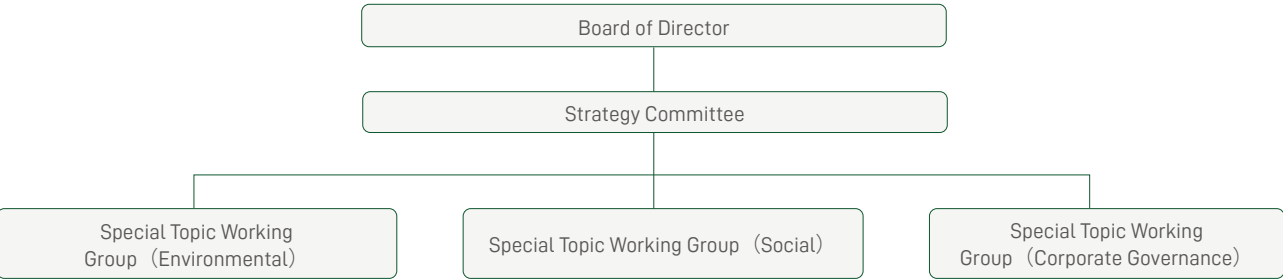 Board of Director
Strategy Committee
Special Topic Working
Group（Environmental）
Special Topic Working Group（Social）
Special Topic Working
Group（Corporate Governance）